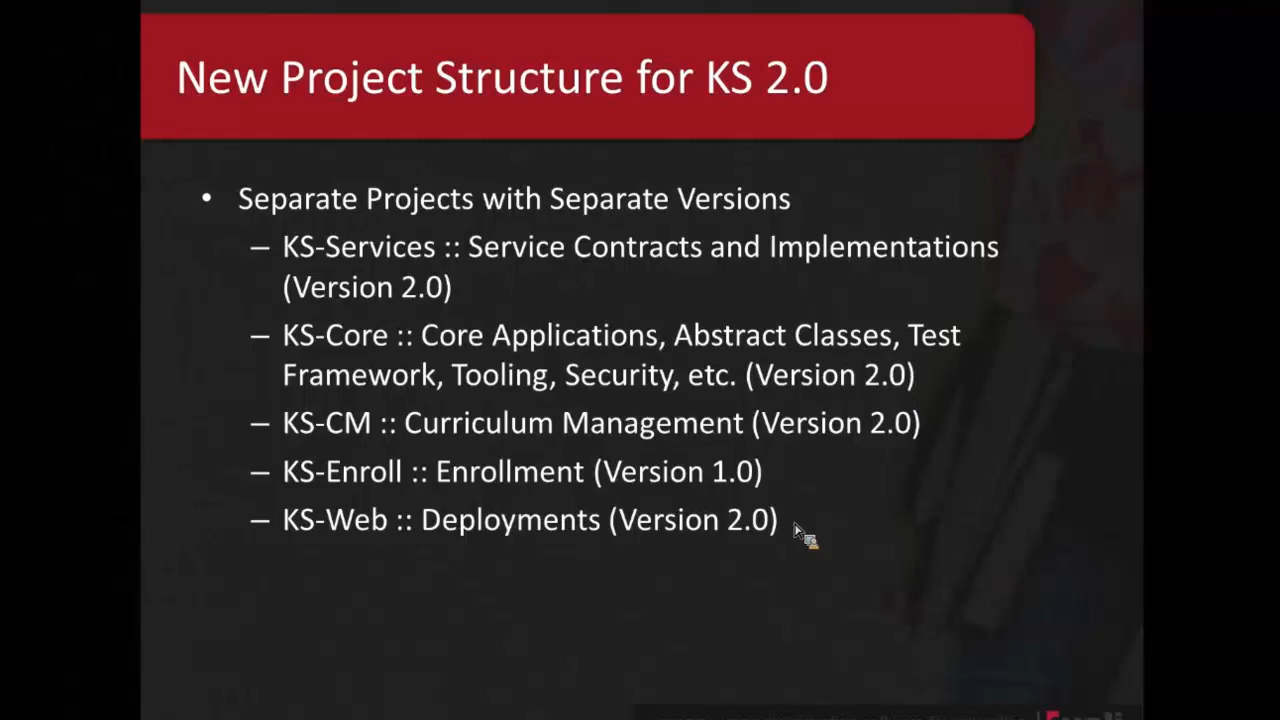 New Project Structure for KS 2.0
• Separate Projects with Separate Versions
– KS-Services :: Service Contracts and Implementations
(Version 2.0)
– KS-Core :: Core Applications, Abstract Classes, Test
Framework, Tooling, Security, etc. (Version 2.0)
– KS-CM :: Curriculum Management (Version 2.0)
– KS-Enroll :: Enrollment (Version 1.0)
– KS-Web :: Deployments (Version 2.0)